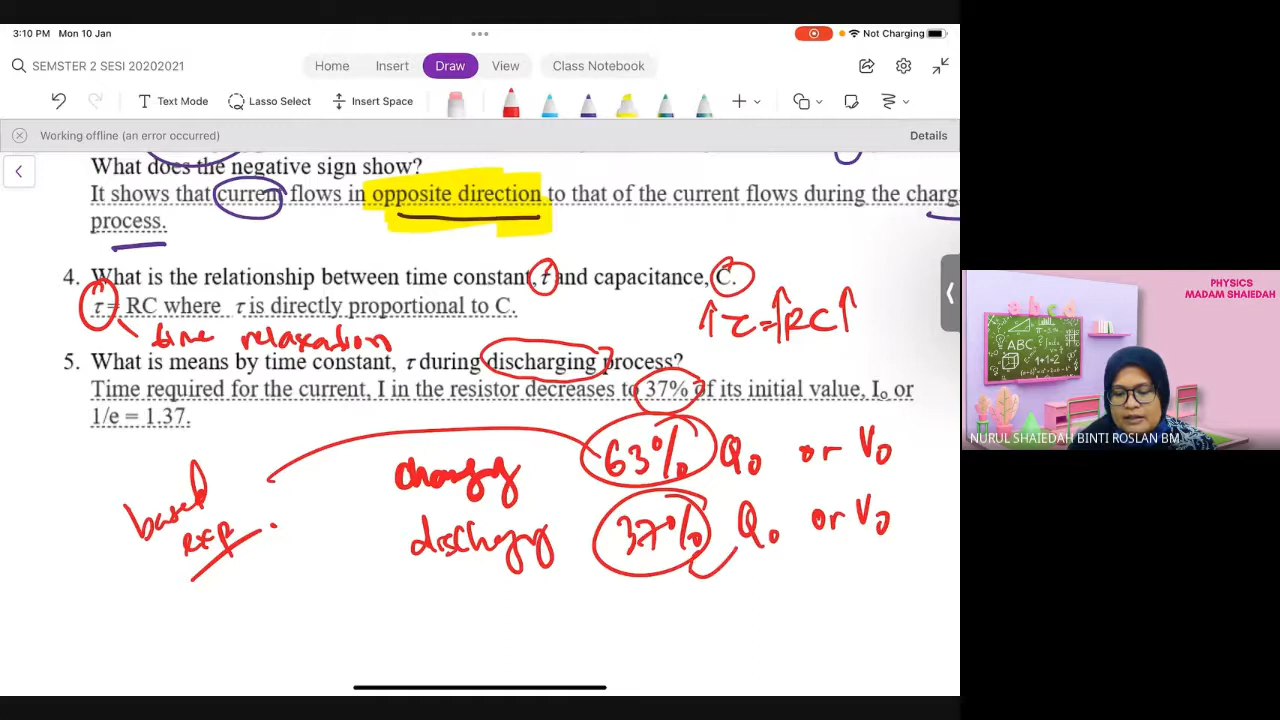 3:10 PM Mon 10 Jan
Not Charging
SEMSTER 2 SESI 20202021
Home Insert Draw View Class Notebook
Text Mode Lasso Select Insert Space
Working offline (an error occurred) Details
What does the negative sign show?
It shows that current flows in opposite direction to that of the current flows during the charg
process.
4. What is the relationship between time constant, τ and capacitance, C.
τ = RC where τ is directly proportional to C.
↑τ = ↑RC↑
time relaxation
5. What is means by time constant, τ during discharging process?
Time required for the current, I in the resistor decreases to 37% of its initial value, I₀ or
1/e = 1.37.
charging 63% Q₀ or V₀
based exp.
discharging 37% Q₀ or V₀
PHYSICS
MADAM SHAIEDAH
a b c d
ABC
1+1=2
NURUL SHAIEDAH BINTI ROSLAN BM